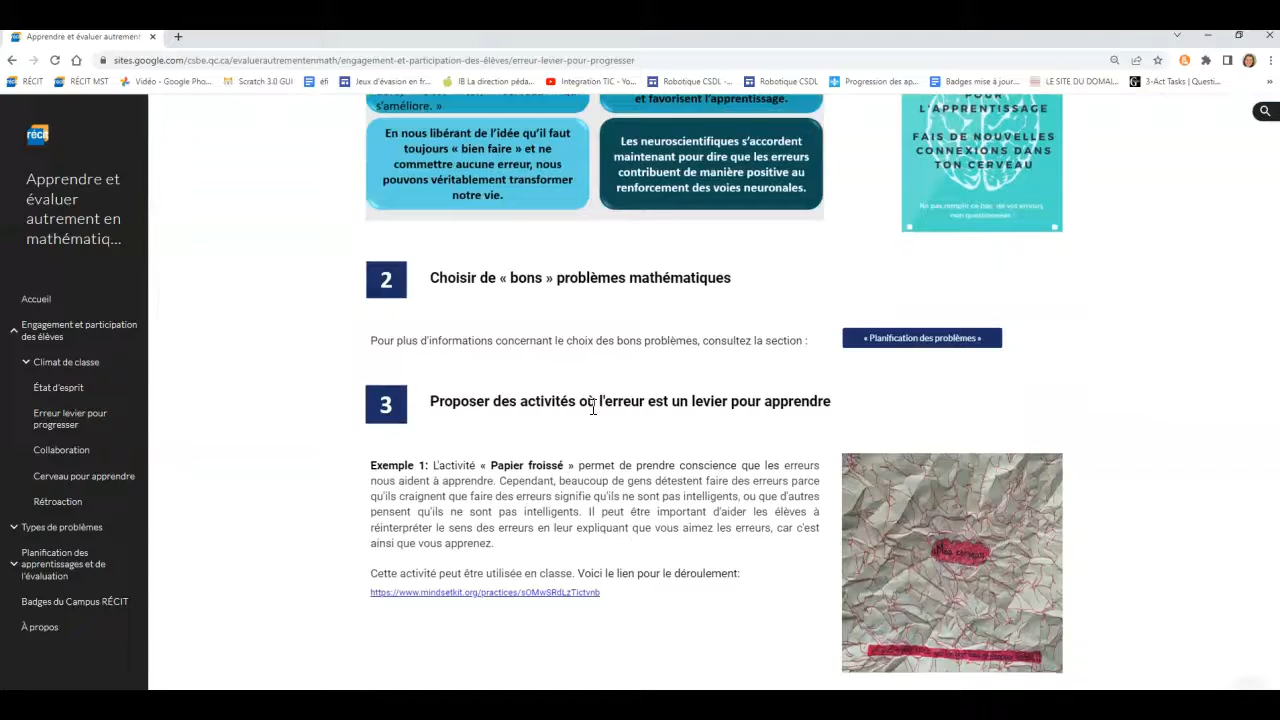 Apprendre et évaluer autrement
sites.google.com/csbe.qc.ca/evaluerautrementenmath/engagement-et-participation-des-élèves/erreur-levier-pour-progresser
RÉCIT
RÉCIT MST
éfi
Vidéo - Google Pho...
Scratch 3.0 GUI
Jeux d'évasion en fr...
IB La direction péda...
Integration TIC - Yo...
Robotique CSDL -...
Robotique CSDL
Progression des ap...
Badges mise à jour...
LE SITE DU DOMAI...
3-Act Tasks | Questi...
récit
Apprendre et
évaluer
autrement en
mathématiq...
Accueil
Engagement et participation
des élèves
Climat de classe
État d'esprit
Erreur levier pour
progresser
Collaboration
Cerveau pour apprendre
Rétroaction
Types de problèmes
Planification des
apprentissages et de
l'évaluation
Badges du Campus RÉCIT
À propos
s'améliore. »
et favorisent l'apprentissage.
En nous libérant de l'idée qu'il faut
toujours « bien faire » et ne
commettre aucune erreur, nous
pouvons véritablement transformer
notre vie.
Les neuroscientifiques s'accordent
maintenant pour dire que les erreurs
contribuent de manière positive au
renforcement des voies neuronales.
POUR
L'APPRENTISSAGE
FAIS DE NOUVELLES
CONNEXIONS DANS
TON CERVEAU
2
Choisir de « bons » problèmes mathématiques
Pour plus d'informations concernant le choix des bons problèmes, consultez la section :
« Planification des problèmes »
3
Proposer des activités où l'erreur est un levier pour apprendre
Exemple 1: L'activité « Papier froissé » permet de prendre conscience que les erreurs
nous aident à apprendre. Cependant, beaucoup de gens détestent faire des erreurs parce
qu'ils craignent que faire des erreurs signifie qu'ils ne sont pas intelligents, ou que d'autres
pensent qu'ils ne sont pas intelligents. Il peut être important d'aider les élèves à
réinterpréter le sens des erreurs en leur expliquant que vous aimez les erreurs, car c'est
ainsi que vous apprenez.
Cette activité peut être utilisée en classe. Voici le lien pour le déroulement:
https://www.mindsetkit.org/practices/sOMwSRdLzTictvnb
Mon cerveau